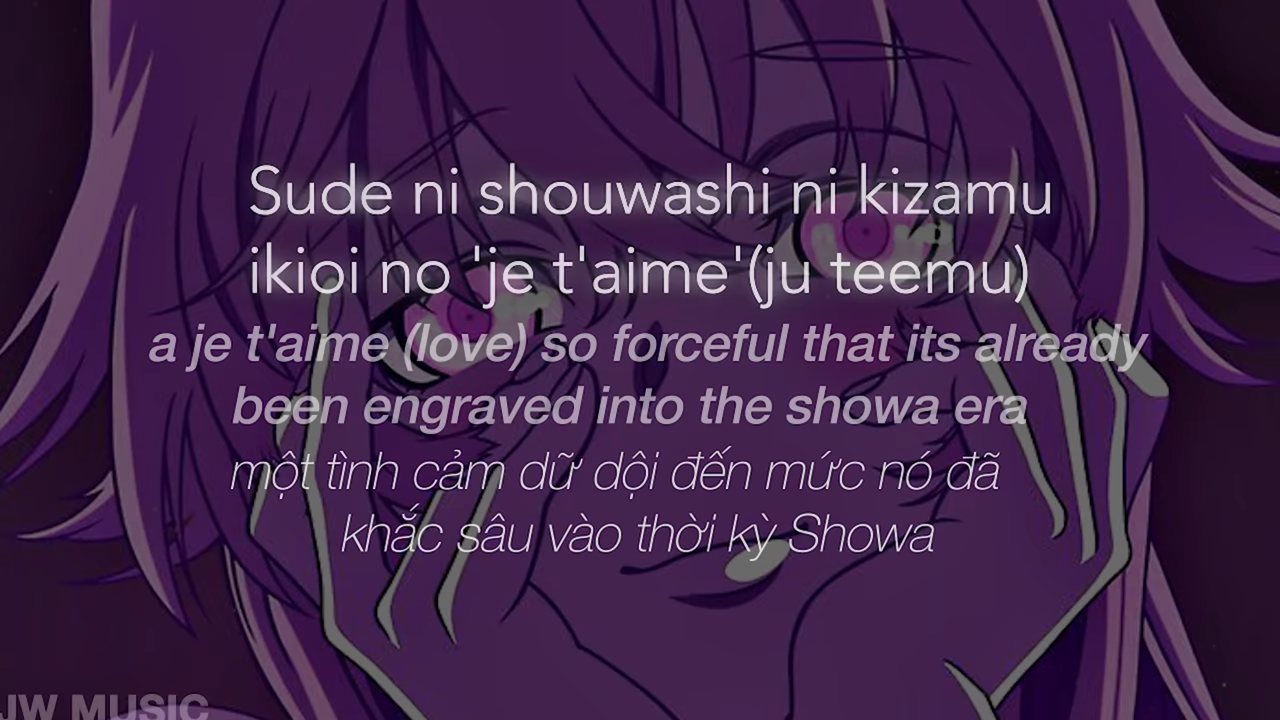 Sude ni shouwashi ni kizamu
ikioi no 'je t'aime'(ju teemu)
a je t'aime (love) so forceful that its already
been engraved into the showa era
một tình cảm dữ dội đến mức nó đã
khắc sâu vào thời kỳ Showa
JW MUSIC